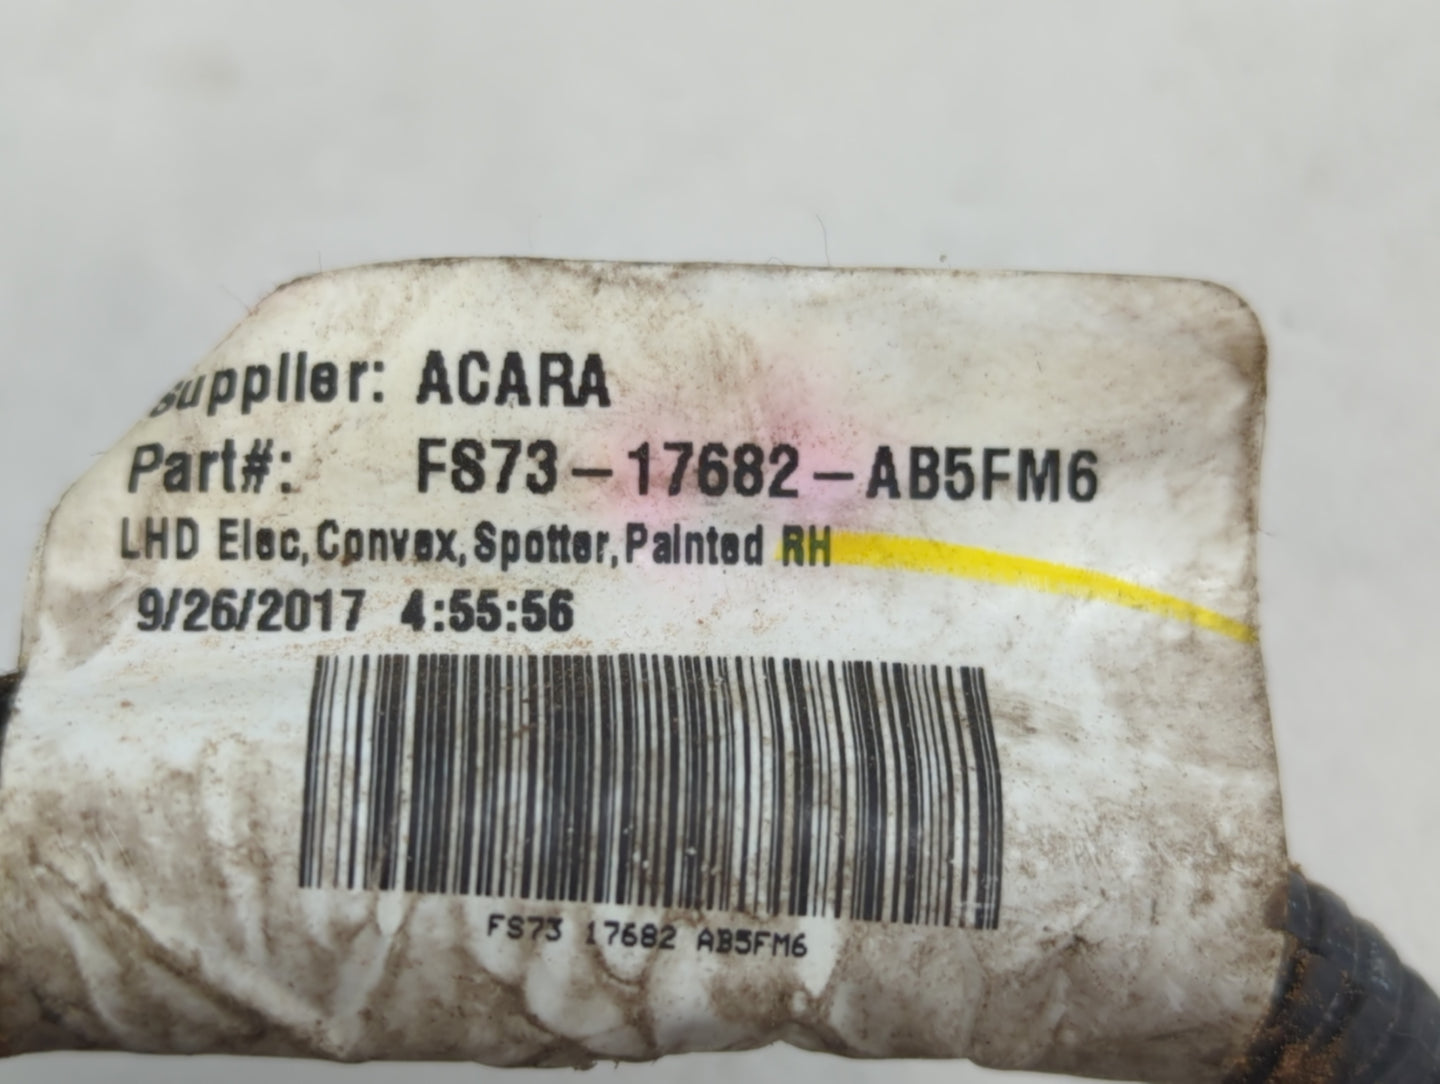 Supplier: ACARA
Part#: FS73-17682-AB5FM6
LHD Elec,Convex,Spotter,Painted RH
9/26/2017 4:55:56
FS73 17682 AB5FM6